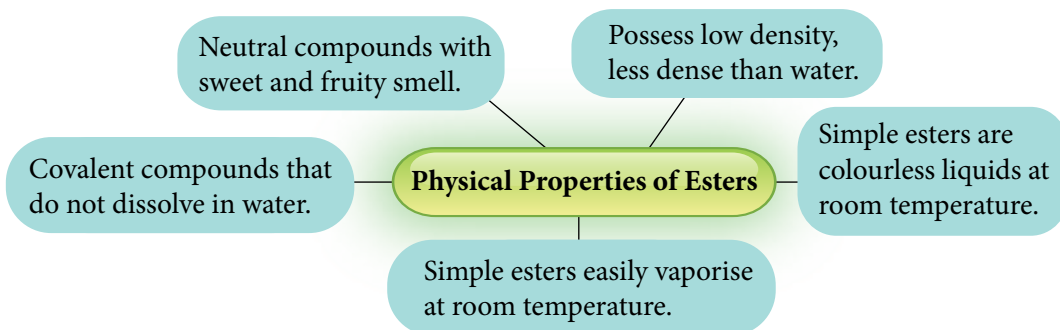 Neutral compounds with
sweet and fruity smell.
Possess low density,
less dense than water.
Covalent compounds that
do not dissolve in water.
Physical Properties of Esters
Simple esters are
colourless liquids at
room temperature.
Simple esters easily vaporise
at room temperature.